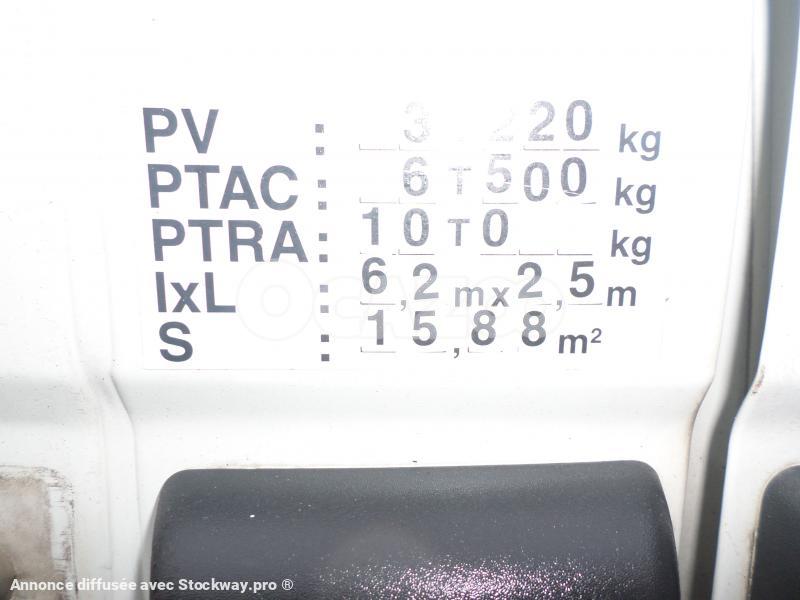 PV : 3 220 kg
PTAC : 6 T 500 kg
PTRA : 10 T 0 kg
IxL : 6,2 m x 2,5 m
S : 15,88 m²
Annonce diffusée avec Stockway.pro ®